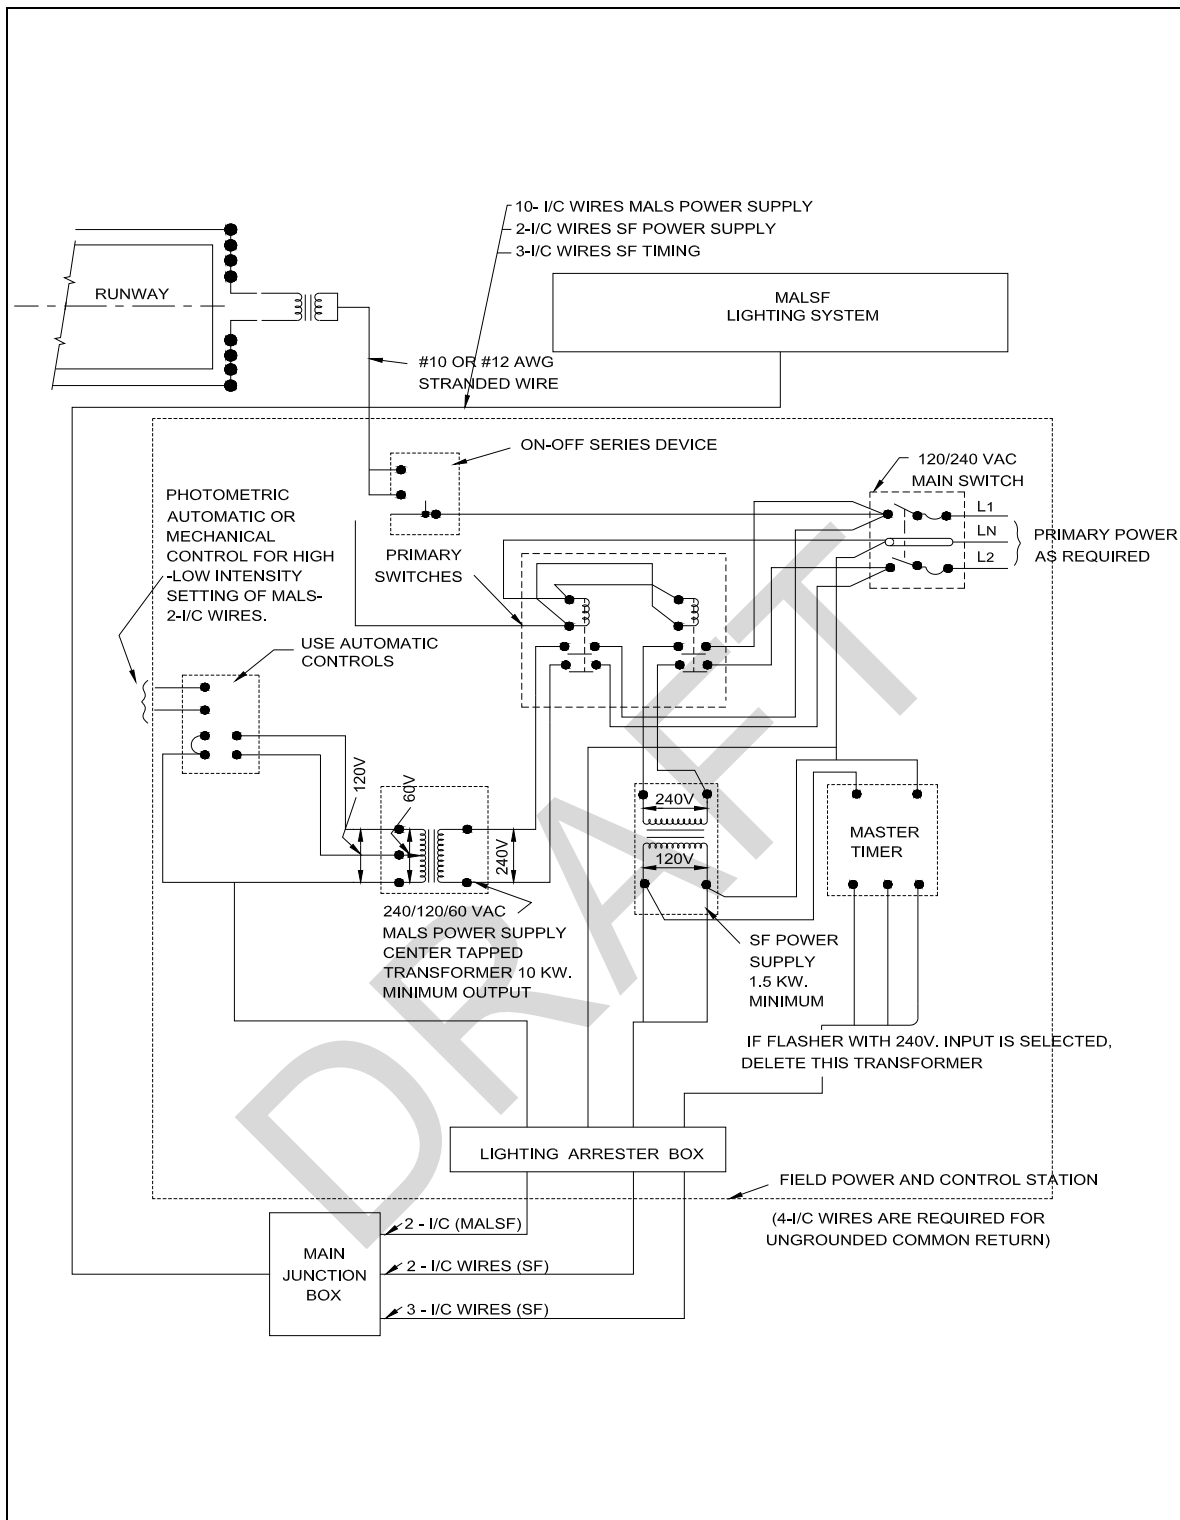 10- I/C WIRES MALS POWER SUPPLY
2-I/C WIRES SF POWER SUPPLY
3-I/C WIRES SF TIMING
RUNWAY
MALSF
LIGHTING SYSTEM
#10 OR #12 AWG
STRANDED WIRE
ON-OFF SERIES DEVICE
120/240 VAC
MAIN SWITCH
L1
LN
L2
PRIMARY POWER
AS REQUIRED
PHOTOMETRIC
AUTOMATIC OR
MECHANICAL
CONTROL FOR HIGH
-LOW INTENSITY
SETTING OF MALS-
2-I/C WIRES.
PRIMARY
SWITCHES
USE AUTOMATIC
CONTROLS
120V
60V
240V
240V
120V
MASTER
TIMER
240/120/60 VAC
MALS POWER SUPPLY
CENTER TAPPED
TRANSFORMER 10 KW.
MINIMUM OUTPUT
SF POWER
SUPPLY
1.5 KW.
MINIMUM
IF FLASHER WITH 240V. INPUT IS SELECTED,
DELETE THIS TRANSFORMER
LIGHTING ARRESTER BOX
FIELD POWER AND CONTROL STATION
(4-I/C WIRES ARE REQUIRED FOR
UNGROUNDED COMMON RETURN)
MAIN
JUNCTION
BOX
2 - I/C (MALSF)
2 - I/C WIRES (SF)
3 - I/C WIRES (SF)
DRAFT